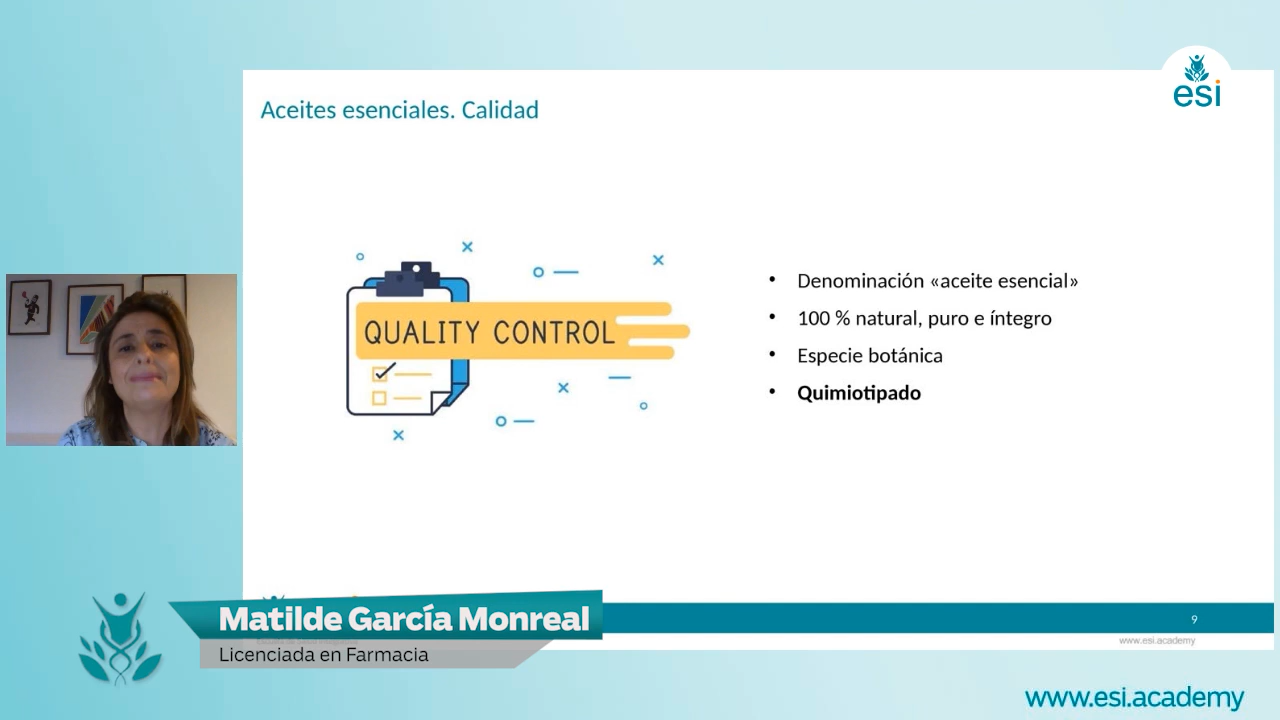 esi
Aceites esenciales. Calidad
QUALITY CONTROL
• Denominación «aceite esencial»
• 100 % natural, puro e íntegro
• Especie botánica
• Quimiotipado
Matilde García Monreal
Licenciada en Farmacia
9
www.esi.academy
www.esi.academy